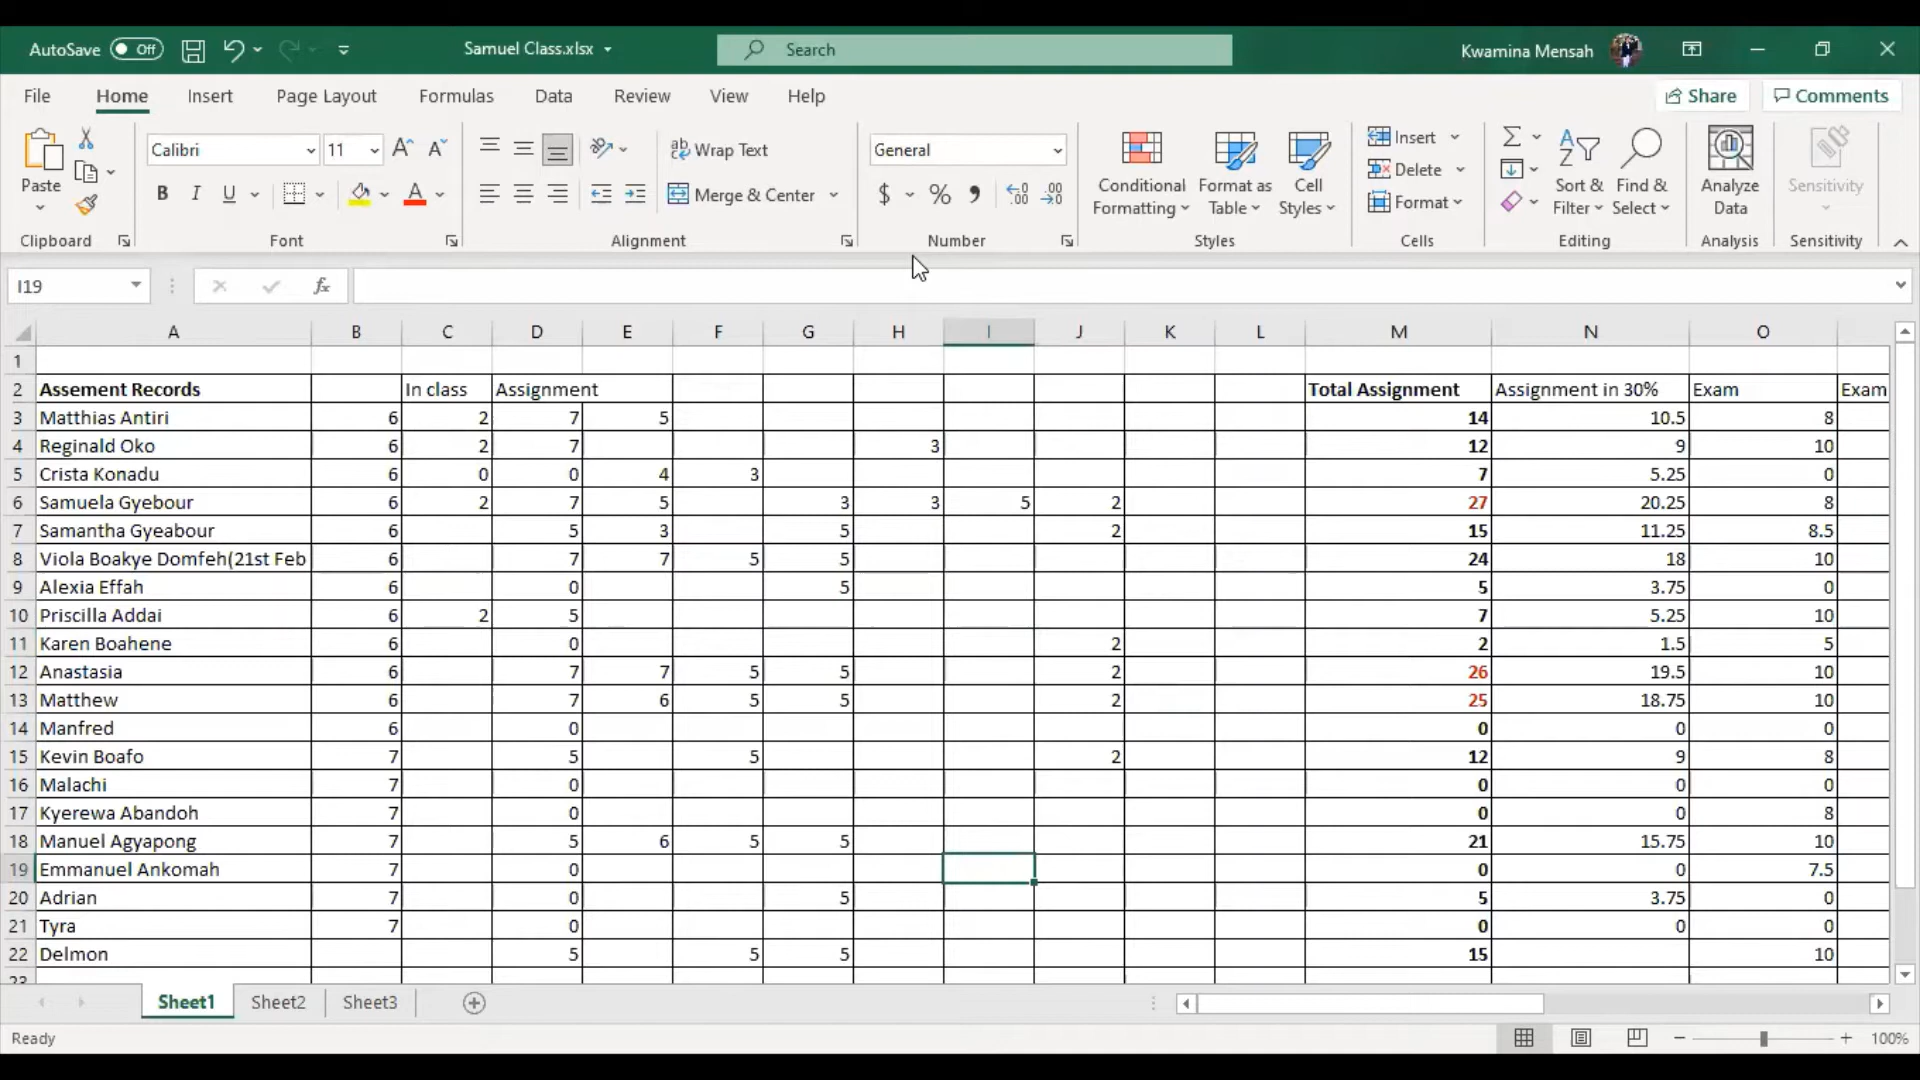 AutoSave Off Samuel Class.xlsx Search Kwamina Mensah
File Home Insert Page Layout Formulas Data Review View Help Share Comments
Paste Calibri 11 Wrap Text General Conditional Formatting Format as Table Cell Styles Insert Sort & Filter Find & Select Analyze Data Sensitivity
B I U Merge & Center $ % Delete
Format
Clipboard Font Alignment Number Styles Cells Editing Analysis Sensitivity
I19 fx
A B C D E F G H I J K L M N O
1
2 Assement Records In class Assignment Total Assignment Assignment in 30% Exam Exam
3 Matthias Antiri 6 2 7 5 14 10.5 8
4 Reginald Oko 6 2 7 3 12 9 10
5 Crista Konadu 6 0 0 4 3 7 5.25 0
6 Samuela Gyebour 6 2 7 5 3 3 5 2 27 20.25 8
7 Samantha Gyeabour 6 5 3 5 2 15 11.25 8.5
8 Viola Boakye Domfeh(21st Feb 6 7 7 5 5 24 18 10
9 Alexia Effah 6 0 5 5 3.75 0
10 Priscilla Addai 6 2 5 7 5.25 10
11 Karen Boahene 6 0 2 2 1.5 5
12 Anastasia 6 7 7 5 5 2 26 19.5 10
13 Matthew 6 7 6 5 5 2 25 18.75 10
14 Manfred 6 0 0 0 0
15 Kevin Boafo 7 5 5 2 12 9 8
16 Malachi 7 0 0 0 0
17 Kyerewa Abandoh 7 0 0 0 8
18 Manuel Agyapong 7 5 6 5 5 21 15.75 10
19 Emmanuel Ankomah 7 0 0 0 7.5
20 Adrian 7 0 5 5 3.75 0
21 Tyra 7 0 0 0 0
22 Delmon 5 5 5 15 10
23
Sheet1 Sheet2 Sheet3
Ready 100%